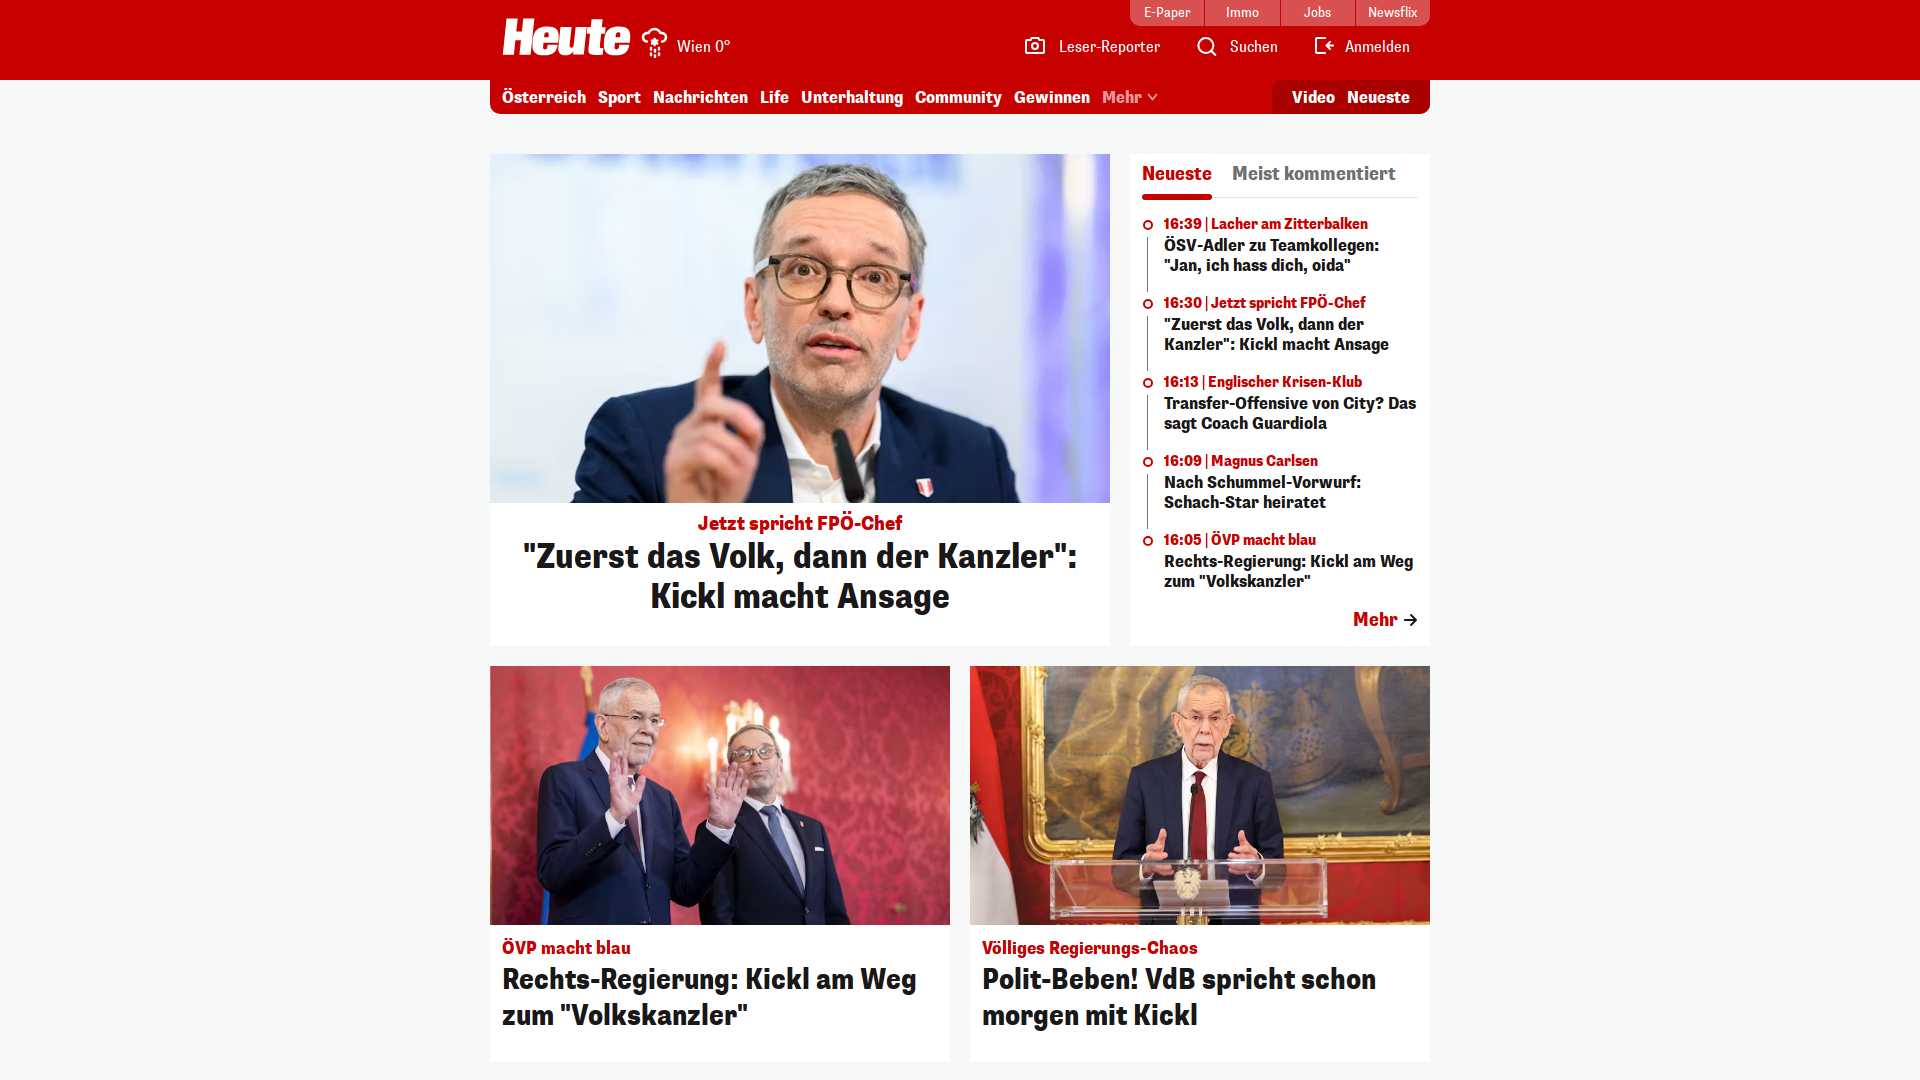 E-Paper
Immo
Jobs
Newsflix
Heute
Wien 0°
Leser-Reporter
Suchen
Anmelden
Österreich
Sport
Nachrichten
Life
Unterhaltung
Community
Gewinnen
Mehr
Video
Neueste
Jetzt spricht FPÖ-Chef
"Zuerst das Volk, dann der Kanzler":
Kickl macht Ansage
Neueste
Meist kommentiert
16:39 | Lacher am Zitterbalken
ÖSV-Adler zu Teamkollegen:
"Jan, ich hass dich, oida"
16:30 | Jetzt spricht FPÖ-Chef
"Zuerst das Volk, dann der
Kanzler": Kickl macht Ansage
16:13 | Englischer Krisen-Klub
Transfer-Offensive von City? Das
sagt Coach Guardiola
16:09 | Magnus Carlsen
Nach Schummel-Vorwurf:
Schach-Star heiratet
16:05 | ÖVP macht blau
Rechts-Regierung: Kickl am Weg
zum "Volkskanzler"
Mehr
ÖVP macht blau
Rechts-Regierung: Kickl am Weg
zum "Volkskanzler"
Völliges Regierungs-Chaos
Polit-Beben! VdB spricht schon
morgen mit Kickl